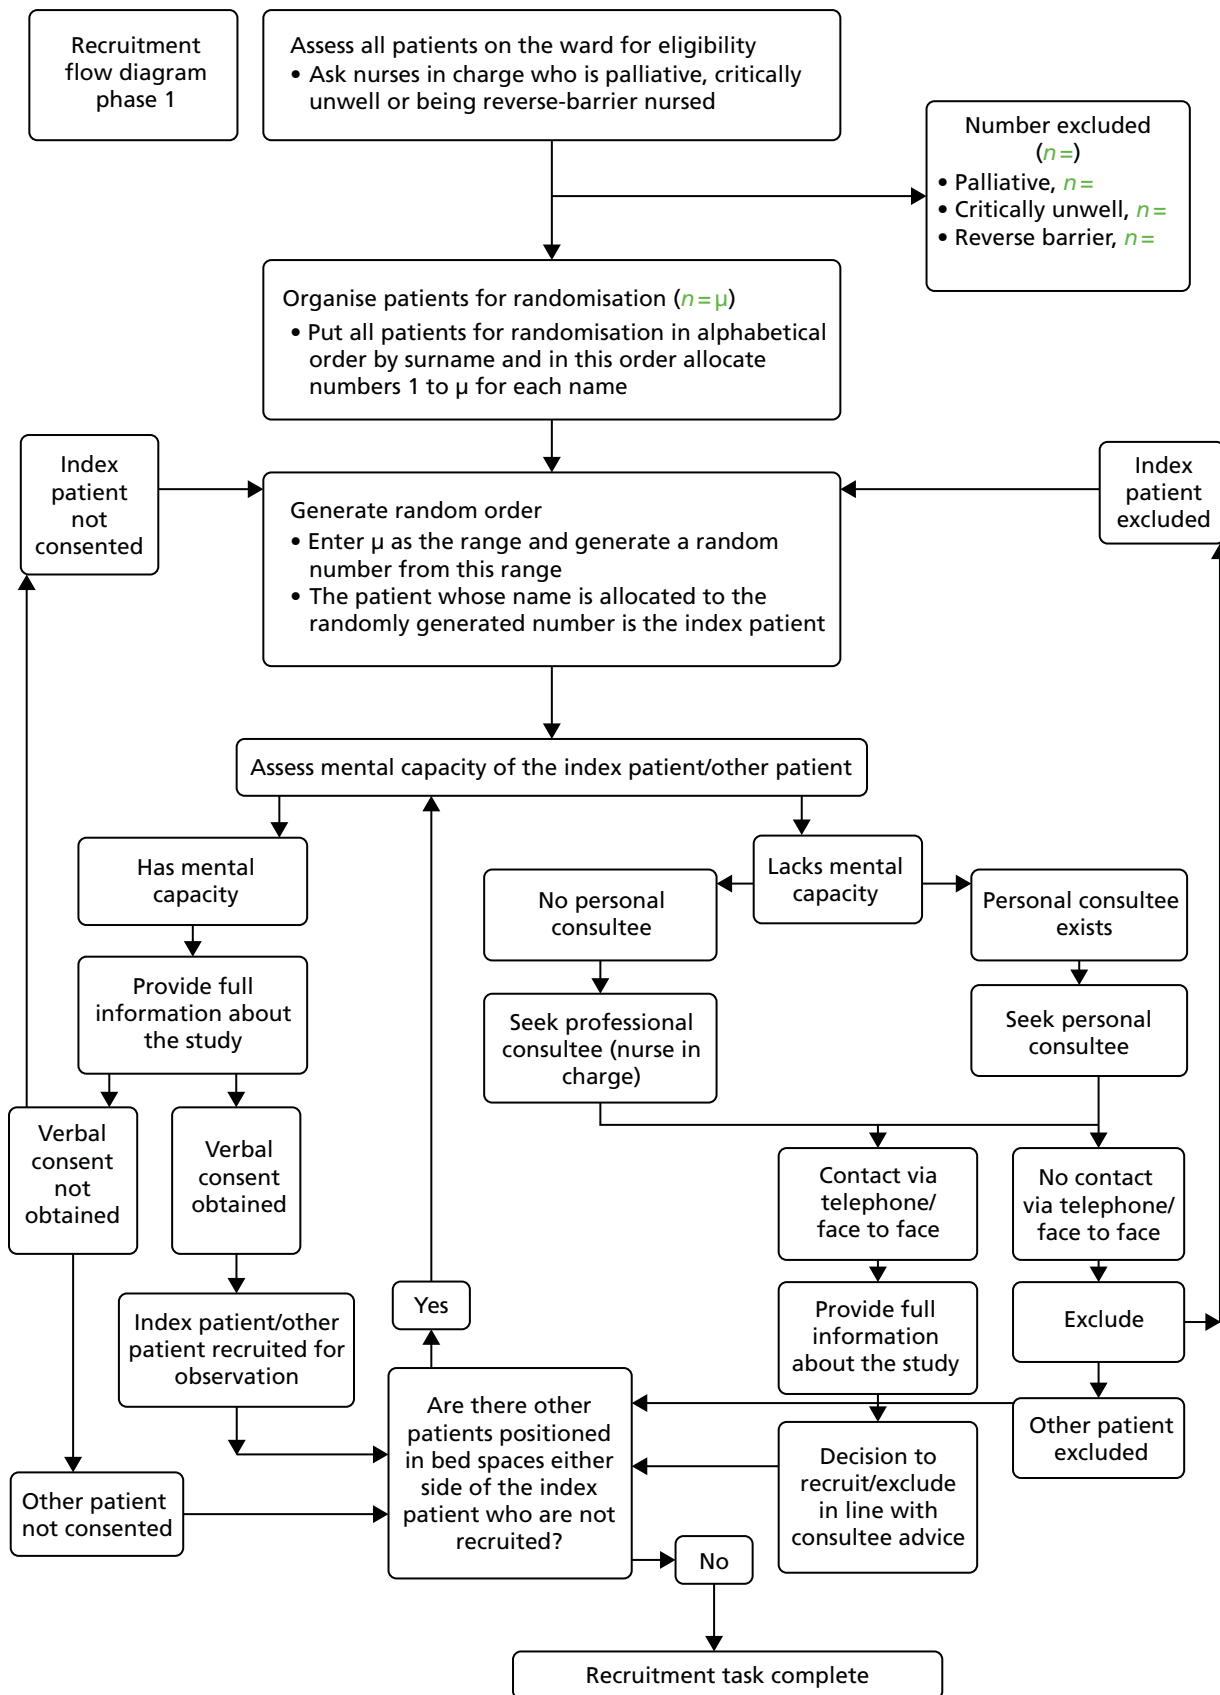 Recruitment
flow diagram
phase 1
Assess all patients on the ward for eligibility
• Ask nurses in charge who is palliative, critically
unwell or being reverse-barrier nursed
Number excluded
(n=)
• Palliative, n=
• Critically unwell, n=
• Reverse barrier, n=
Organise patients for randomisation (n=μ)
• Put all patients for randomisation in alphabetical
order by surname and in this order allocate
numbers 1 to μ for each name
Index
patient
not
consented
Generate random order
• Enter μ as the range and generate a random
number from this range
• The patient whose name is allocated to the
randomly generated number is the index patient
Index
patient
excluded
Assess mental capacity of the index patient/other patient
Has mental
capacity
Lacks mental
capacity
No personal
consultee
Personal consultee
exists
Provide full
information about
the study
Seek professional
consultee (nurse in
charge)
Seek personal
consultee
Verbal
consent
not
obtained
Verbal
consent
obtained
Contact via
telephone/
face to face
No contact
via telephone/
face to face
Yes
Index patient/other
patient recruited for
observation
Provide full
information
about the study
Exclude
Are there other
patients positioned
in bed spaces either
side of the index
patient who are not
recruited?
Other patient
excluded
Decision to
recruit/exclude
in line with
consultee advice
Other patient
not consented
No
Recruitment task complete